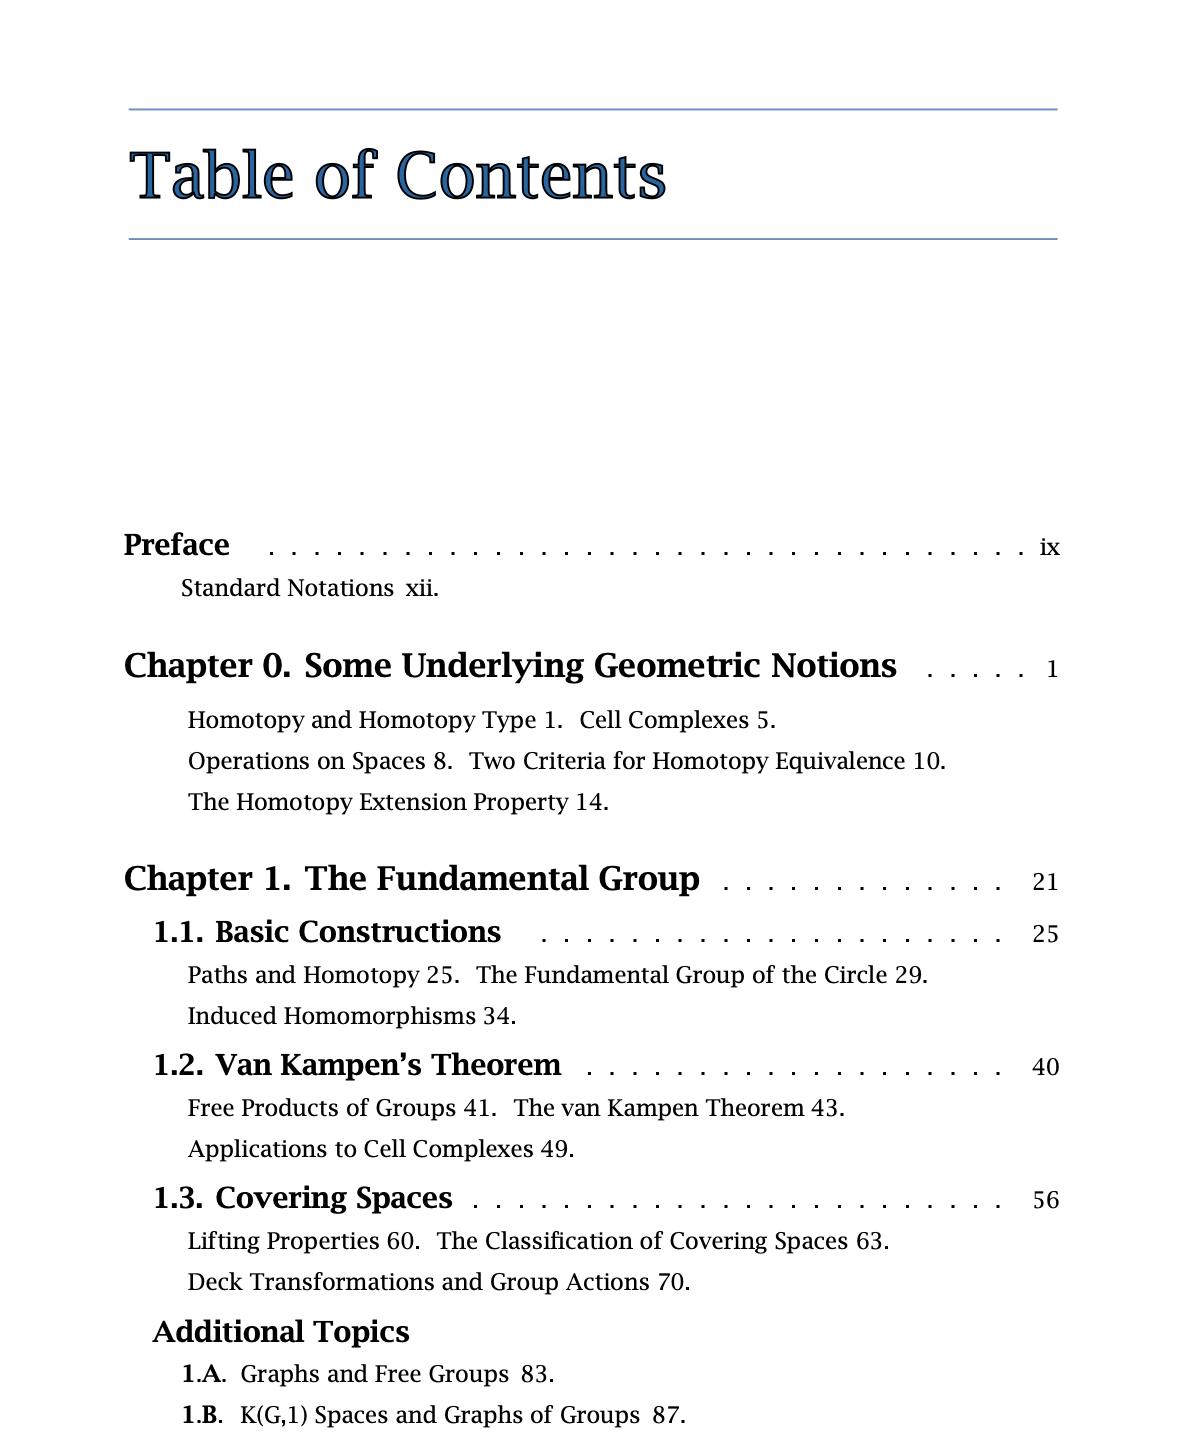 Table of Contents
Preface . . . . . . . . . . . . . . . . . . . . . . . . . . . . . . . . . . ix
Standard Notations xii.
Chapter 0. Some Underlying Geometric Notions . . . . . 1
Homotopy and Homotopy Type 1. Cell Complexes 5.
Operations on Spaces 8. Two Criteria for Homotopy Equivalence 10.
The Homotopy Extension Property 14.
Chapter 1. The Fundamental Group . . . . . . . . . . . . . 21
1.1. Basic Constructions . . . . . . . . . . . . . . . . . . . . . 25
Paths and Homotopy 25. The Fundamental Group of the Circle 29.
Induced Homomorphisms 34.
1.2. Van Kampen's Theorem . . . . . . . . . . . . . . . . . . . 40
Free Products of Groups 41. The van Kampen Theorem 43.
Applications to Cell Complexes 49.
1.3. Covering Spaces . . . . . . . . . . . . . . . . . . . . . . . . 56
Lifting Properties 60. The Classification of Covering Spaces 63.
Deck Transformations and Group Actions 70.
Additional Topics
1.A. Graphs and Free Groups 83.
1.B. K(G,1) Spaces and Graphs of Groups 87.